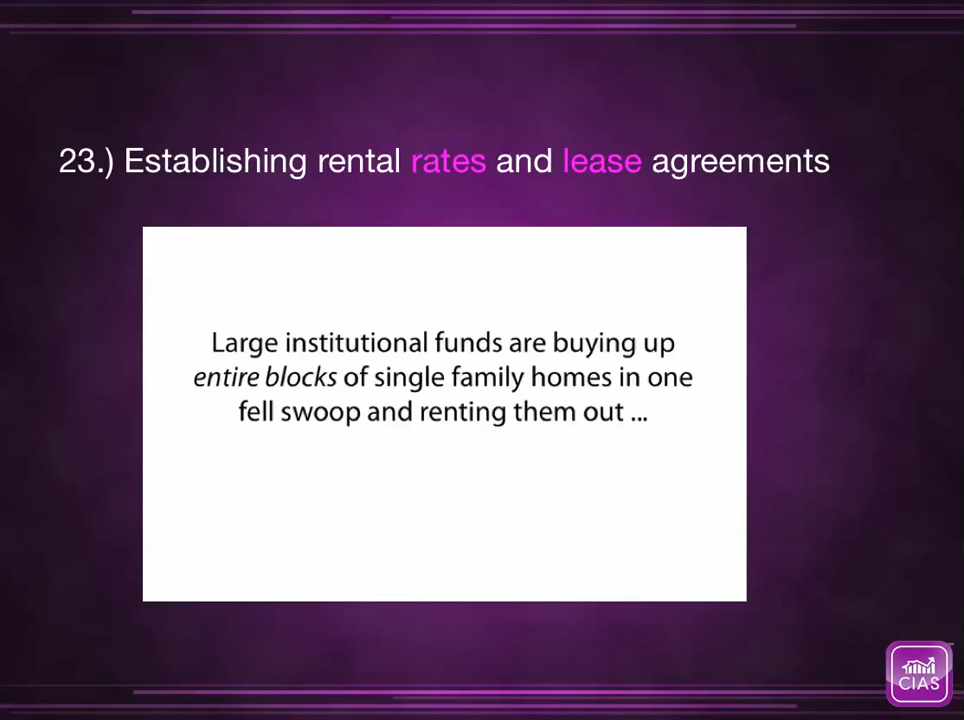 23.) Establishing rental rates and lease agreements
Large institutional funds are buying up
entire blocks of single family homes in one
fell swoop and renting them out ...
CIAS